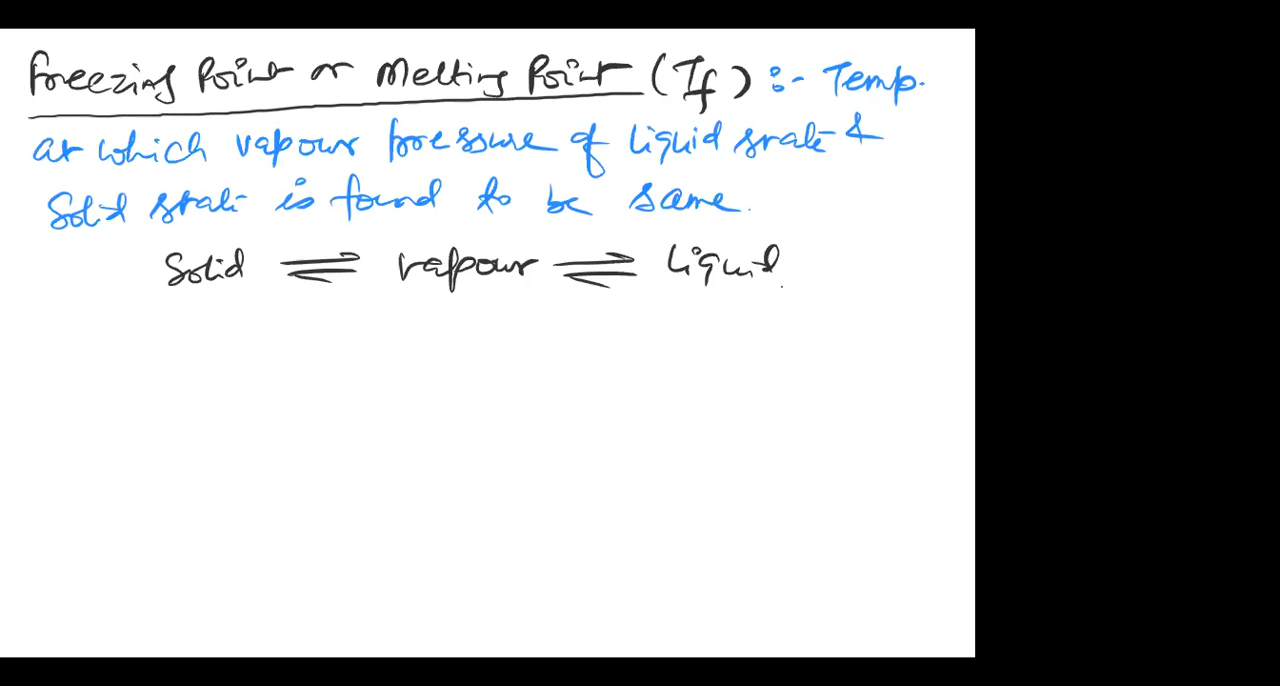 Freezing Point or Melting Point (Tf) :- Temp.
at which vapour pressure of liquid state &
Solid state is found to be same.
Solid ⇌ vapour ⇌ Liquid